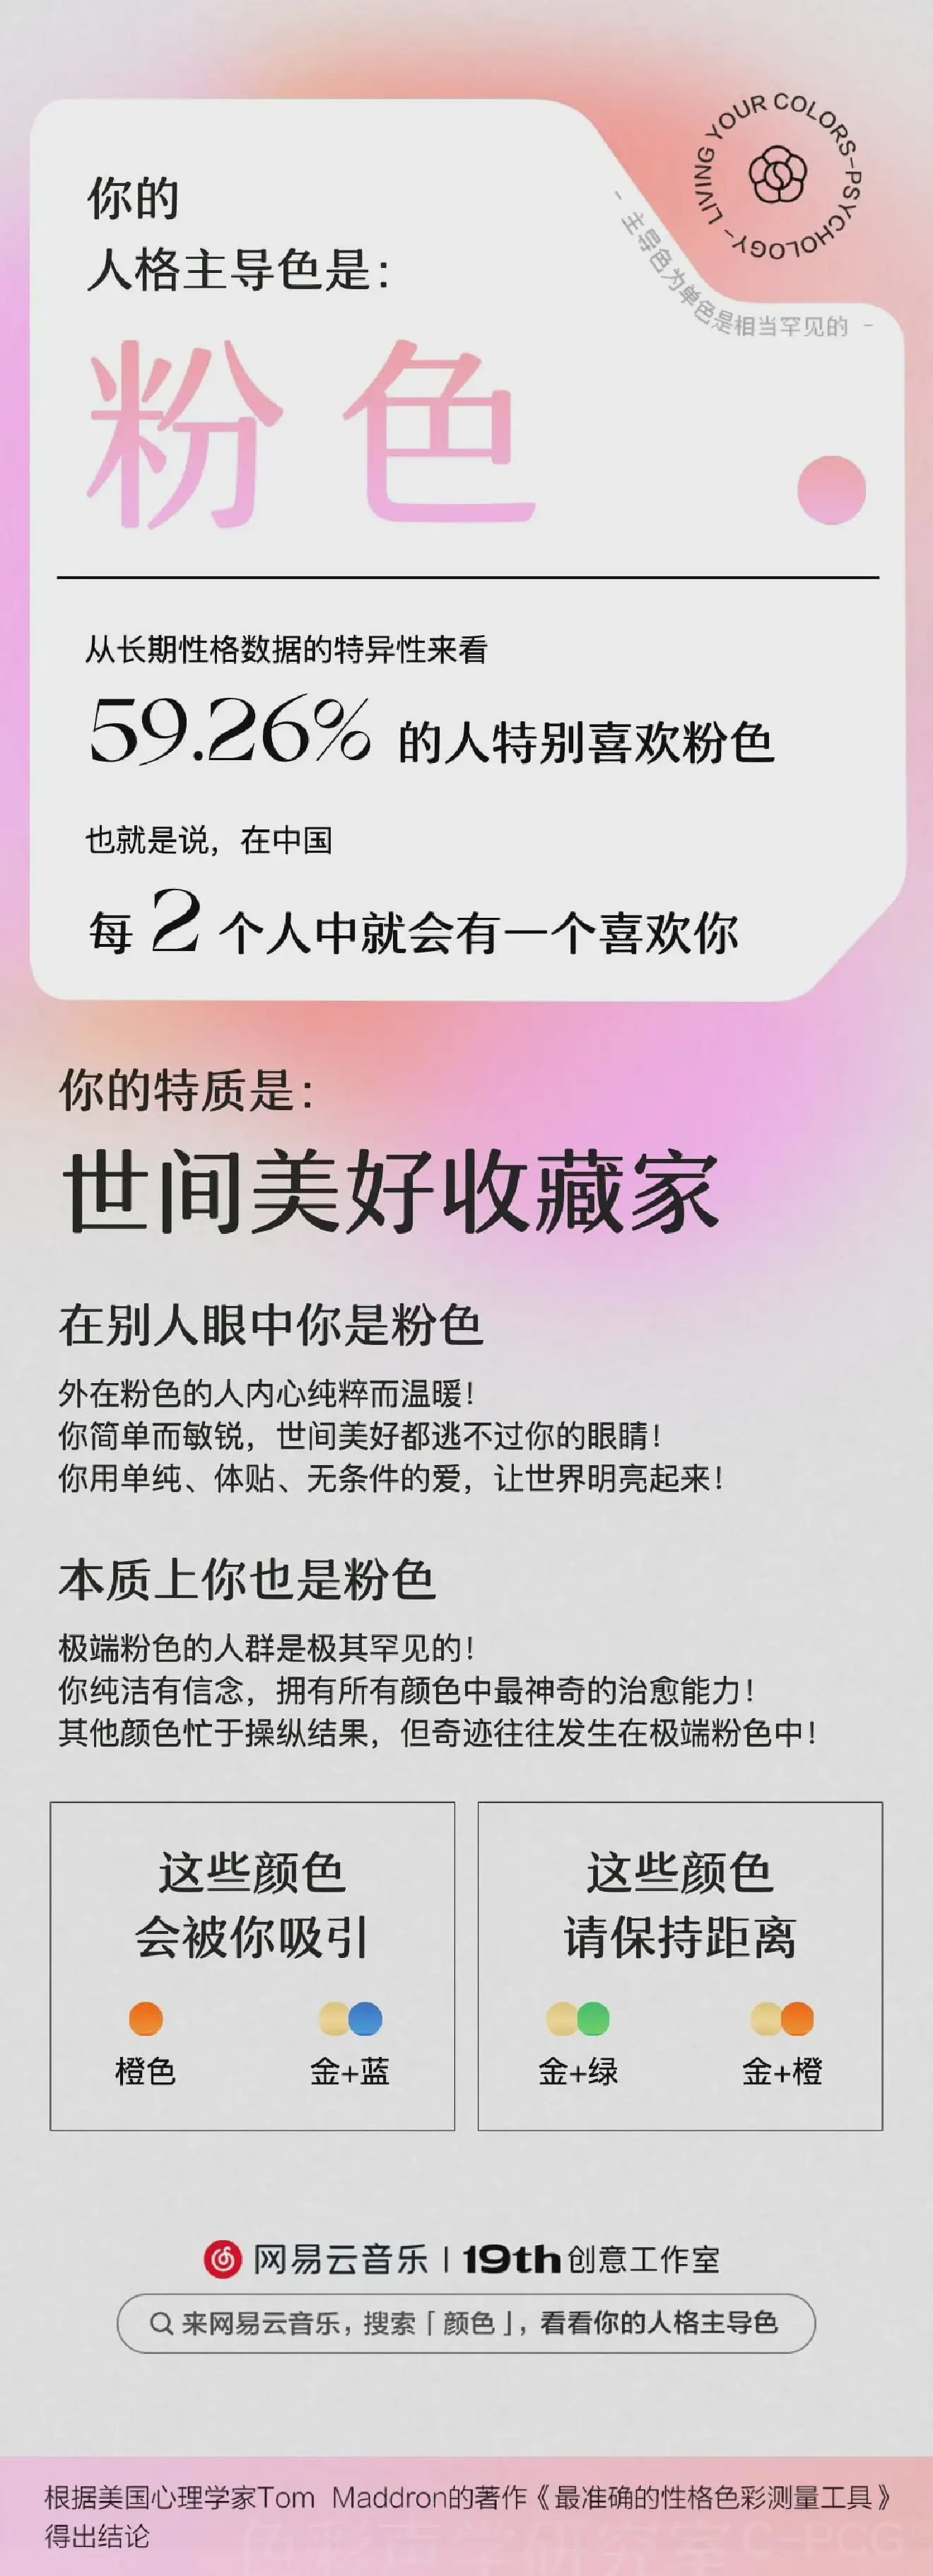 LIVING YOUR COLORS-PSYCHOLOGY-
- 主导色为单色是相当罕见的 -
你的
人格主导色是：
粉色
从长期性格数据的特异性来看
59.26% 的人特别喜欢粉色
也就是说，在中国
每 2 个人中就会有一个喜欢你
你的特质是：
世间美好收藏家
在别人眼中你是粉色
外在粉色的人内心纯粹而温暖！
你简单而敏锐，世间美好都逃不过你的眼睛！
你用单纯、体贴、无条件的爱，让世界明亮起来！
本质上你也是粉色
极端粉色的人群是极其罕见的！
你纯洁有信念，拥有所有颜色中最神奇的治愈能力！
其他颜色忙于操纵结果，但奇迹往往发生在极端粉色中！
这些颜色
会被你吸引
橙色
金+蓝
这些颜色
请保持距离
金+绿
金+橙
网易云音乐 | 19th 创意工作室
来网易云音乐，搜索「颜色」，看看你的人格主导色
根据美国心理学家Tom Maddron的著作《最准确的性格色彩测量工具》
得出结论
色彩声学研究室C-PCG